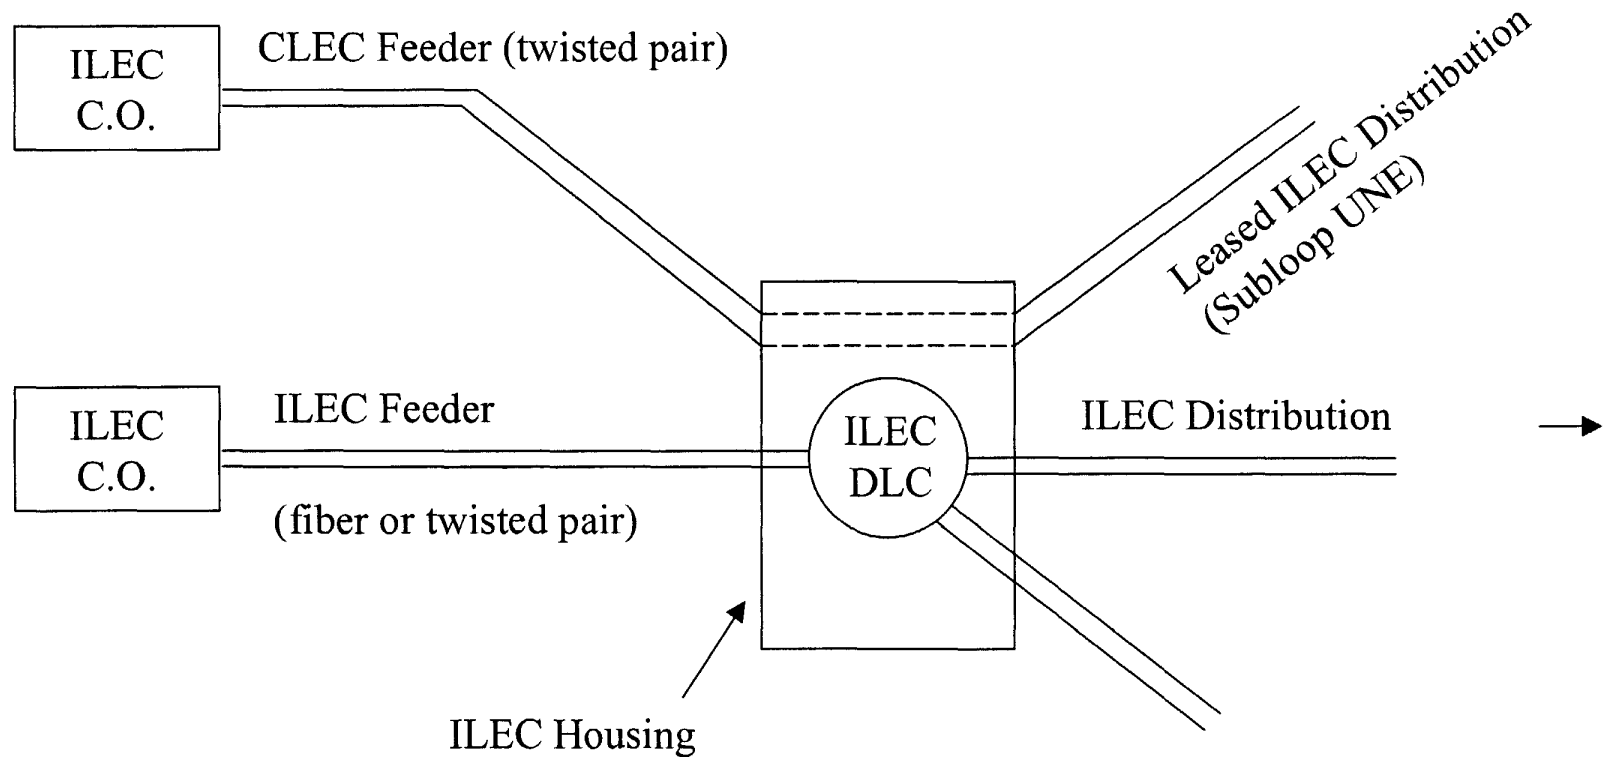 ILEC
C.O.
CLEC Feeder (twisted pair)
Leased ILEC Distribution
(Subloop UNE)
ILEC
C.O.
ILEC Feeder
(fiber or twisted pair)
ILEC
DLC
ILEC Distribution
ILEC Housing